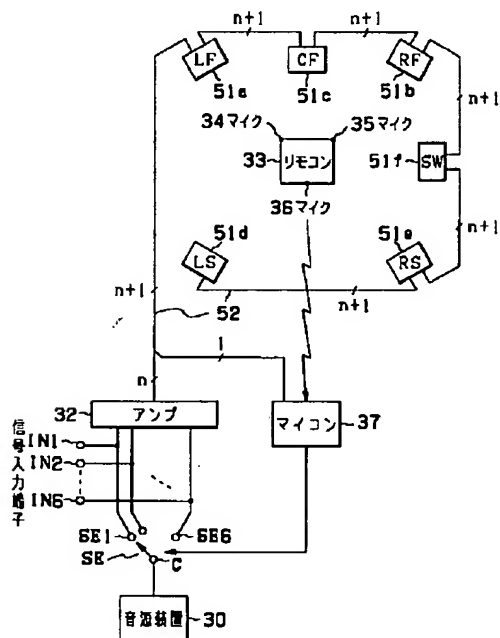 n+1
n+1
LF
CF
RF
51a
51c
51b
n+1
34マイク
35マイク
33
リモコン
51f
SW
36マイク
51d
51e
LS
RS
n+1
n+1
n+1
52
1
n
32
アンプ
マイコン
37
信号入力端子
IN1
IN2
IN6
SE1
SE6
SE
C
音源装置
30